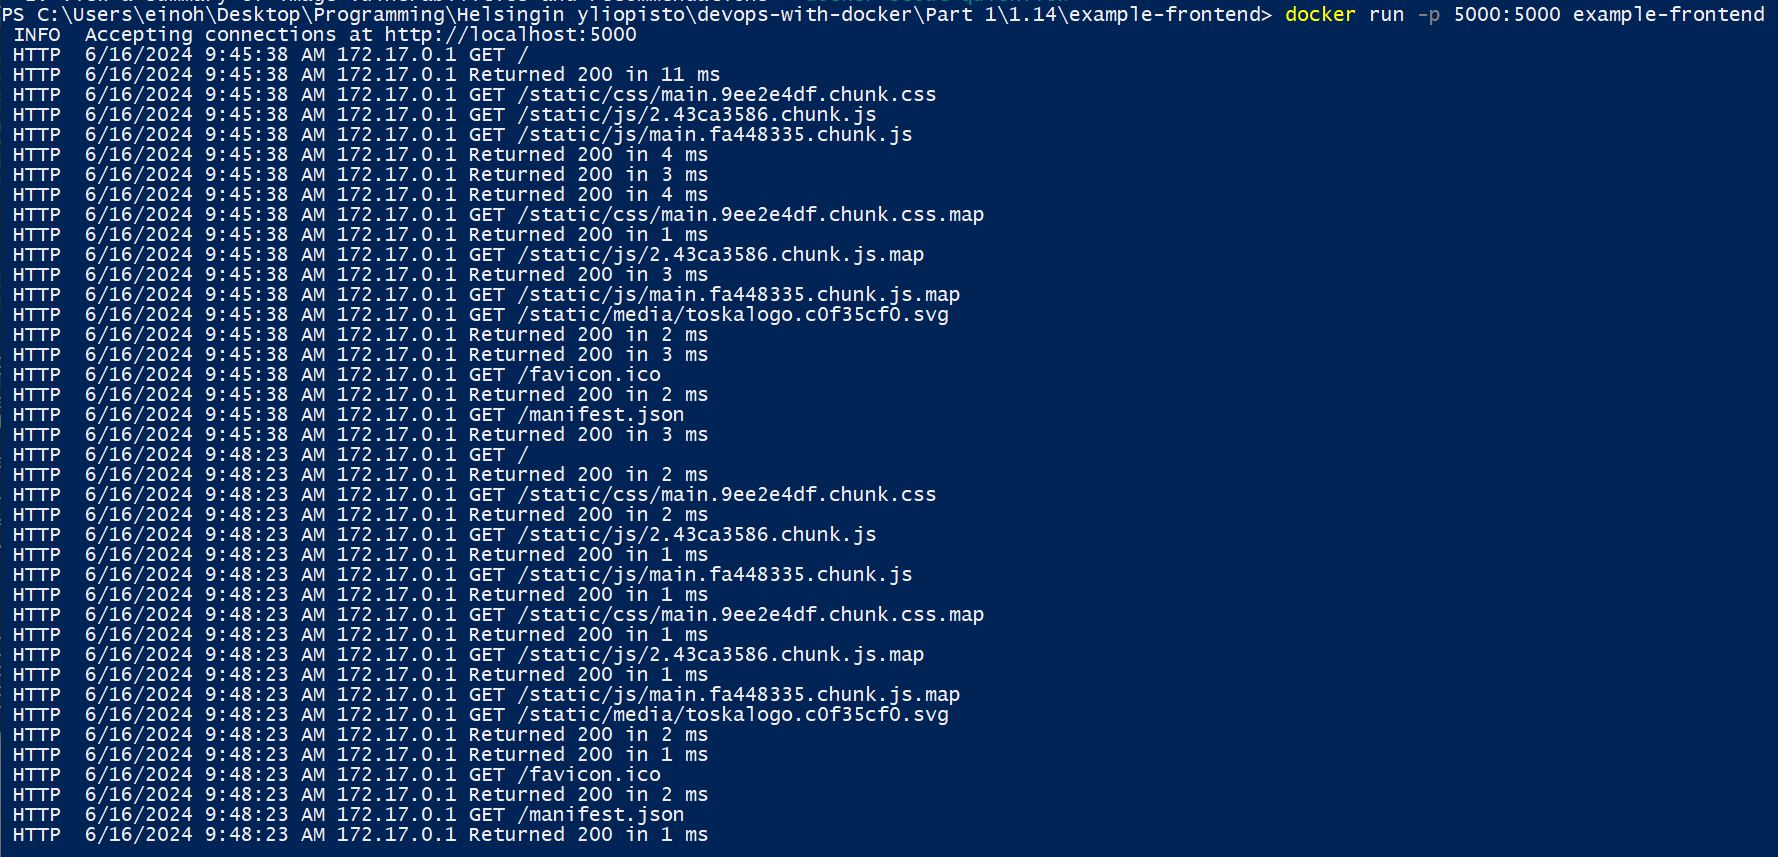 PS C:\Users\einoh\Desktop\Programming\Helsingin yliopisto\devops-with-docker\Part 1\1.14\example-frontend> docker run -p 5000:5000 example-frontend
INFO  Accepting connections at http://localhost:5000
HTTP  6/16/2024 9:45:38 AM 172.17.0.1 GET /
HTTP  6/16/2024 9:45:38 AM 172.17.0.1 Returned 200 in 11 ms
HTTP  6/16/2024 9:45:38 AM 172.17.0.1 GET /static/css/main.9ee2e4df.chunk.css
HTTP  6/16/2024 9:45:38 AM 172.17.0.1 GET /static/js/2.43ca3586.chunk.js
HTTP  6/16/2024 9:45:38 AM 172.17.0.1 GET /static/js/main.fa448335.chunk.js
HTTP  6/16/2024 9:45:38 AM 172.17.0.1 Returned 200 in 4 ms
HTTP  6/16/2024 9:45:38 AM 172.17.0.1 Returned 200 in 3 ms
HTTP  6/16/2024 9:45:38 AM 172.17.0.1 Returned 200 in 4 ms
HTTP  6/16/2024 9:45:38 AM 172.17.0.1 GET /static/css/main.9ee2e4df.chunk.css.map
HTTP  6/16/2024 9:45:38 AM 172.17.0.1 Returned 200 in 1 ms
HTTP  6/16/2024 9:45:38 AM 172.17.0.1 GET /static/js/2.43ca3586.chunk.js.map
HTTP  6/16/2024 9:45:38 AM 172.17.0.1 Returned 200 in 3 ms
HTTP  6/16/2024 9:45:38 AM 172.17.0.1 GET /static/js/main.fa448335.chunk.js.map
HTTP  6/16/2024 9:45:38 AM 172.17.0.1 GET /static/media/toskalogo.c0f35cf0.svg
HTTP  6/16/2024 9:45:38 AM 172.17.0.1 Returned 200 in 2 ms
HTTP  6/16/2024 9:45:38 AM 172.17.0.1 Returned 200 in 3 ms
HTTP  6/16/2024 9:45:38 AM 172.17.0.1 GET /favicon.ico
HTTP  6/16/2024 9:45:38 AM 172.17.0.1 Returned 200 in 2 ms
HTTP  6/16/2024 9:45:38 AM 172.17.0.1 GET /manifest.json
HTTP  6/16/2024 9:45:38 AM 172.17.0.1 Returned 200 in 3 ms
HTTP  6/16/2024 9:48:23 AM 172.17.0.1 GET /
HTTP  6/16/2024 9:48:23 AM 172.17.0.1 Returned 200 in 2 ms
HTTP  6/16/2024 9:48:23 AM 172.17.0.1 GET /static/css/main.9ee2e4df.chunk.css
HTTP  6/16/2024 9:48:23 AM 172.17.0.1 Returned 200 in 2 ms
HTTP  6/16/2024 9:48:23 AM 172.17.0.1 GET /static/js/2.43ca3586.chunk.js
HTTP  6/16/2024 9:48:23 AM 172.17.0.1 Returned 200 in 1 ms
HTTP  6/16/2024 9:48:23 AM 172.17.0.1 GET /static/js/main.fa448335.chunk.js
HTTP  6/16/2024 9:48:23 AM 172.17.0.1 Returned 200 in 1 ms
HTTP  6/16/2024 9:48:23 AM 172.17.0.1 GET /static/css/main.9ee2e4df.chunk.css.map
HTTP  6/16/2024 9:48:23 AM 172.17.0.1 Returned 200 in 1 ms
HTTP  6/16/2024 9:48:23 AM 172.17.0.1 GET /static/js/2.43ca3586.chunk.js.map
HTTP  6/16/2024 9:48:23 AM 172.17.0.1 Returned 200 in 1 ms
HTTP  6/16/2024 9:48:23 AM 172.17.0.1 GET /static/js/main.fa448335.chunk.js.map
HTTP  6/16/2024 9:48:23 AM 172.17.0.1 GET /static/media/toskalogo.c0f35cf0.svg
HTTP  6/16/2024 9:48:23 AM 172.17.0.1 Returned 200 in 2 ms
HTTP  6/16/2024 9:48:23 AM 172.17.0.1 Returned 200 in 1 ms
HTTP  6/16/2024 9:48:23 AM 172.17.0.1 GET /favicon.ico
HTTP  6/16/2024 9:48:23 AM 172.17.0.1 Returned 200 in 2 ms
HTTP  6/16/2024 9:48:23 AM 172.17.0.1 GET /manifest.json
HTTP  6/16/2024 9:48:23 AM 172.17.0.1 Returned 200 in 1 ms